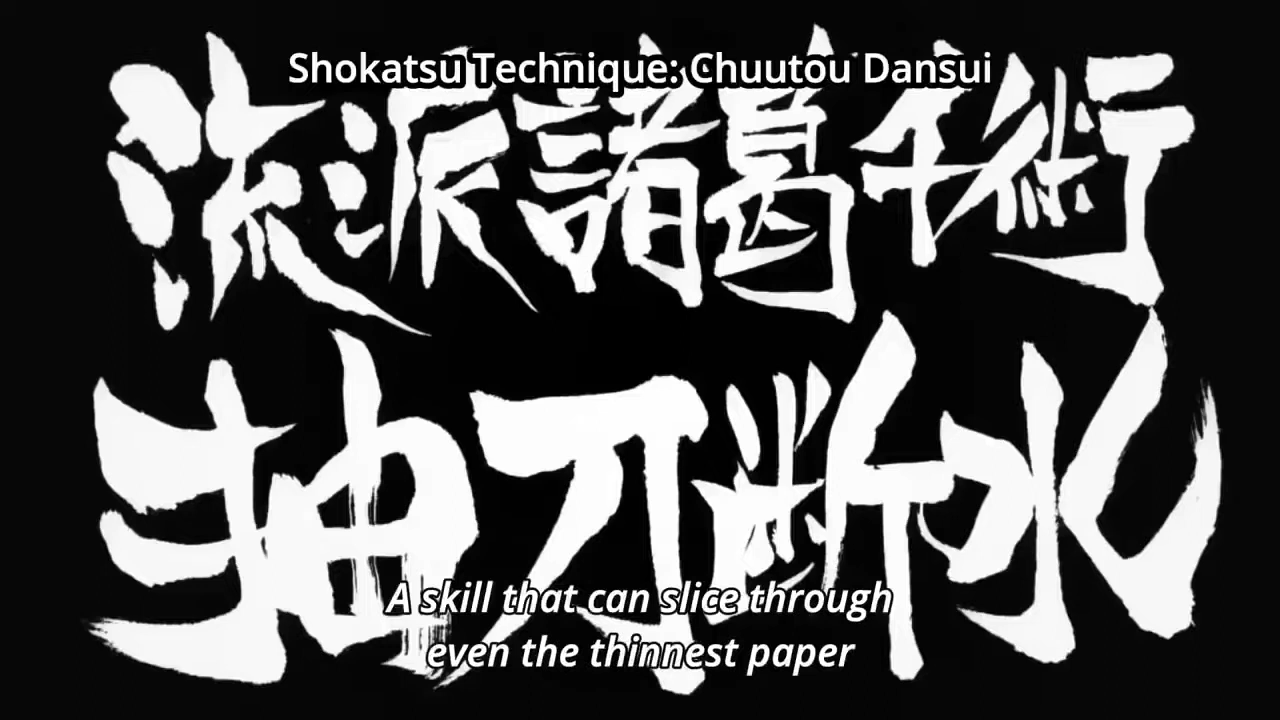 Shokatsu Technique: Chuutou Dansui
流派諸葛千術
抽刀断水
A skill that can slice through
even the thinnest paper